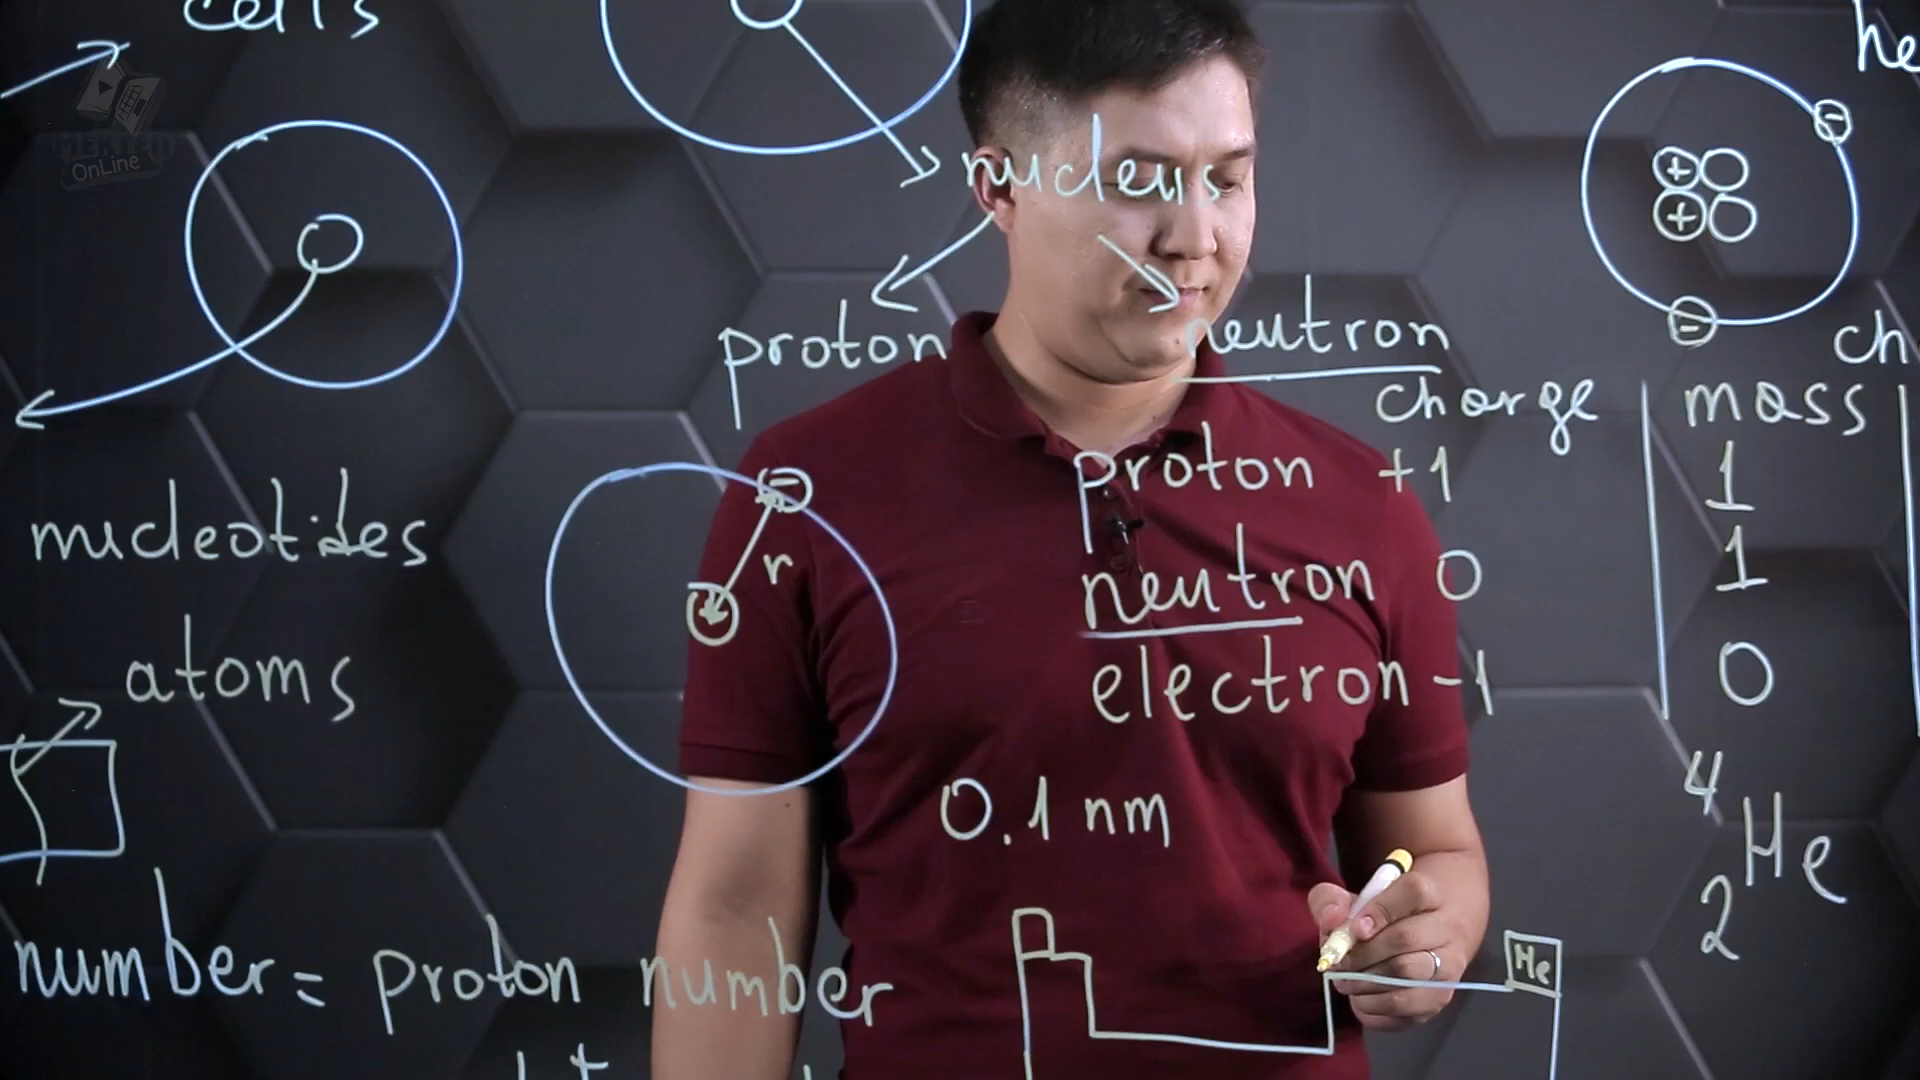 cells
he
nucleus
proton
neutron
ch
charge
mass
proton +1
1
neutron 0
1
electron -1
0
r
nucleotides
atoms
0.1 nm
4
He
2
number = proton number
He
OnLine